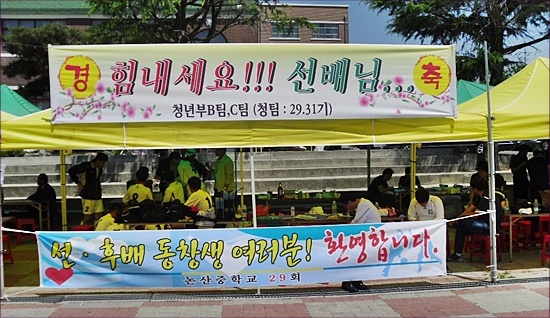 경 힘내세요!!! 선배님... 축
청년부B팀,C팀 (청팀 : 29.31기)
선·후배 동창생 여러분! 환영합니다.
논산중학교 29회